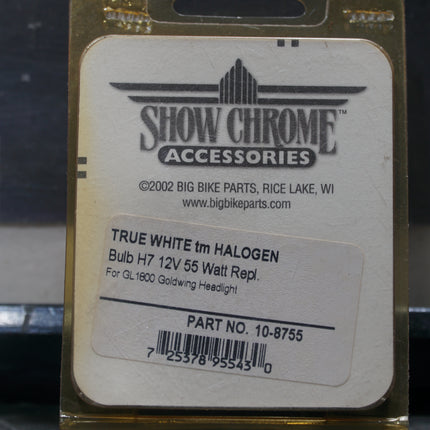 SHOW CHROME™
ACCESSORIES
©2002 BIG BIKE PARTS, RICE LAKE, WI
www.bigbikeparts.com
TRUE WHITE tm HALOGEN
Bulb H7 12V 55 Watt Repl.
For GL1800 Goldwing Headlight
PART NO. 10-8755
7 25378 95543 0